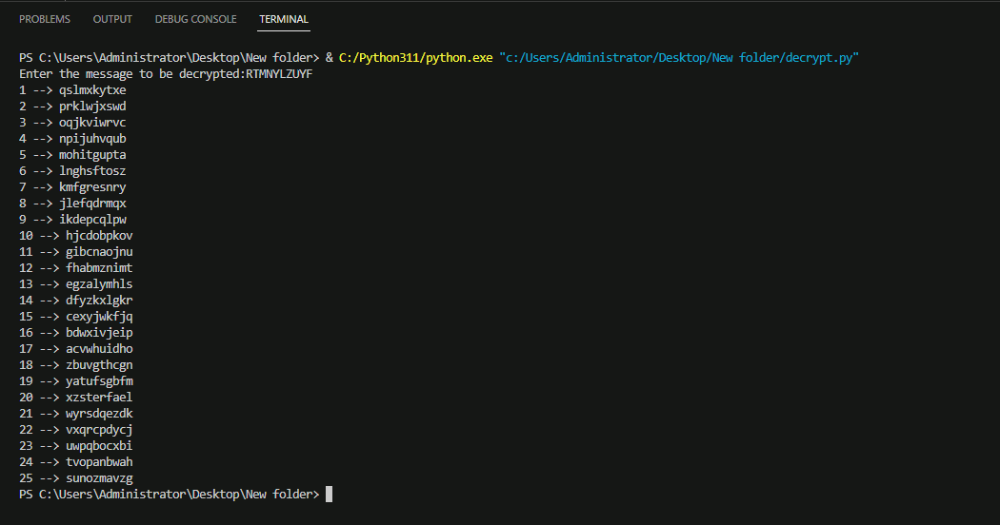 PROBLEMS OUTPUT DEBUG CONSOLE TERMINAL
PS C:\Users\Administrator\Desktop\New folder> & C:/Python311/python.exe "c:/Users/Administrator/Desktop/New folder/decrypt.py"
Enter the message to be decrypted:RTMNYLZUYF
1 --> qslmxkytxe
2 --> prklwjxswd
3 --> oqjkviwrvc
4 --> npijuhvqub
5 --> mohitgupta
6 --> lnghsftosz
7 --> kmfgresnry
8 --> jlefqdrmqx
9 --> ikdepcqlpw
10 --> hjcdobpkov
11 --> gibcnaojnu
12 --> fhabmznimt
13 --> egzalymhls
14 --> dfyzkxlgkr
15 --> cexyjwkfjq
16 --> bdwxivjeip
17 --> acvwhuidho
18 --> zbuvgthcgn
19 --> yatufsgbfm
20 --> xzsterfael
21 --> wyrsdqezdk
22 --> vxqrcpdycj
23 --> uwpqbocxbi
24 --> tvopanbwah
25 --> sunozmavzg
PS C:\Users\Administrator\Desktop\New folder>